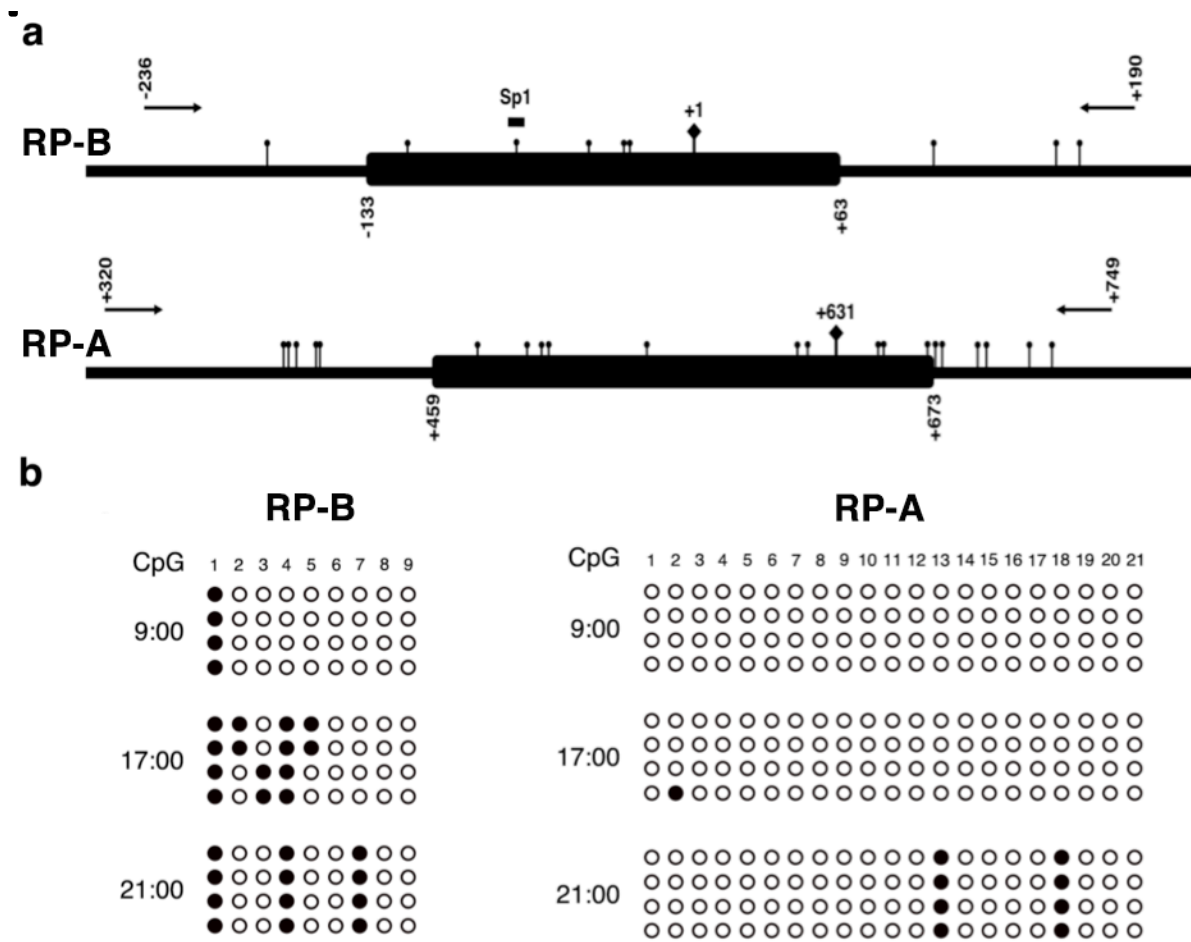 a
-236
Sp1
+1
+190
RP-B
-133
+63
+320
+631
+749
RP-A
+459
+673
b
RP-B
RP-A
CpG 1 2 3 4 5 6 7 8 9
CpG 1 2 3 4 5 6 7 8 9 10 11 12 13 14 15 16 17 18 19 20 21
9:00
9:00
17:00
17:00
21:00
21:00